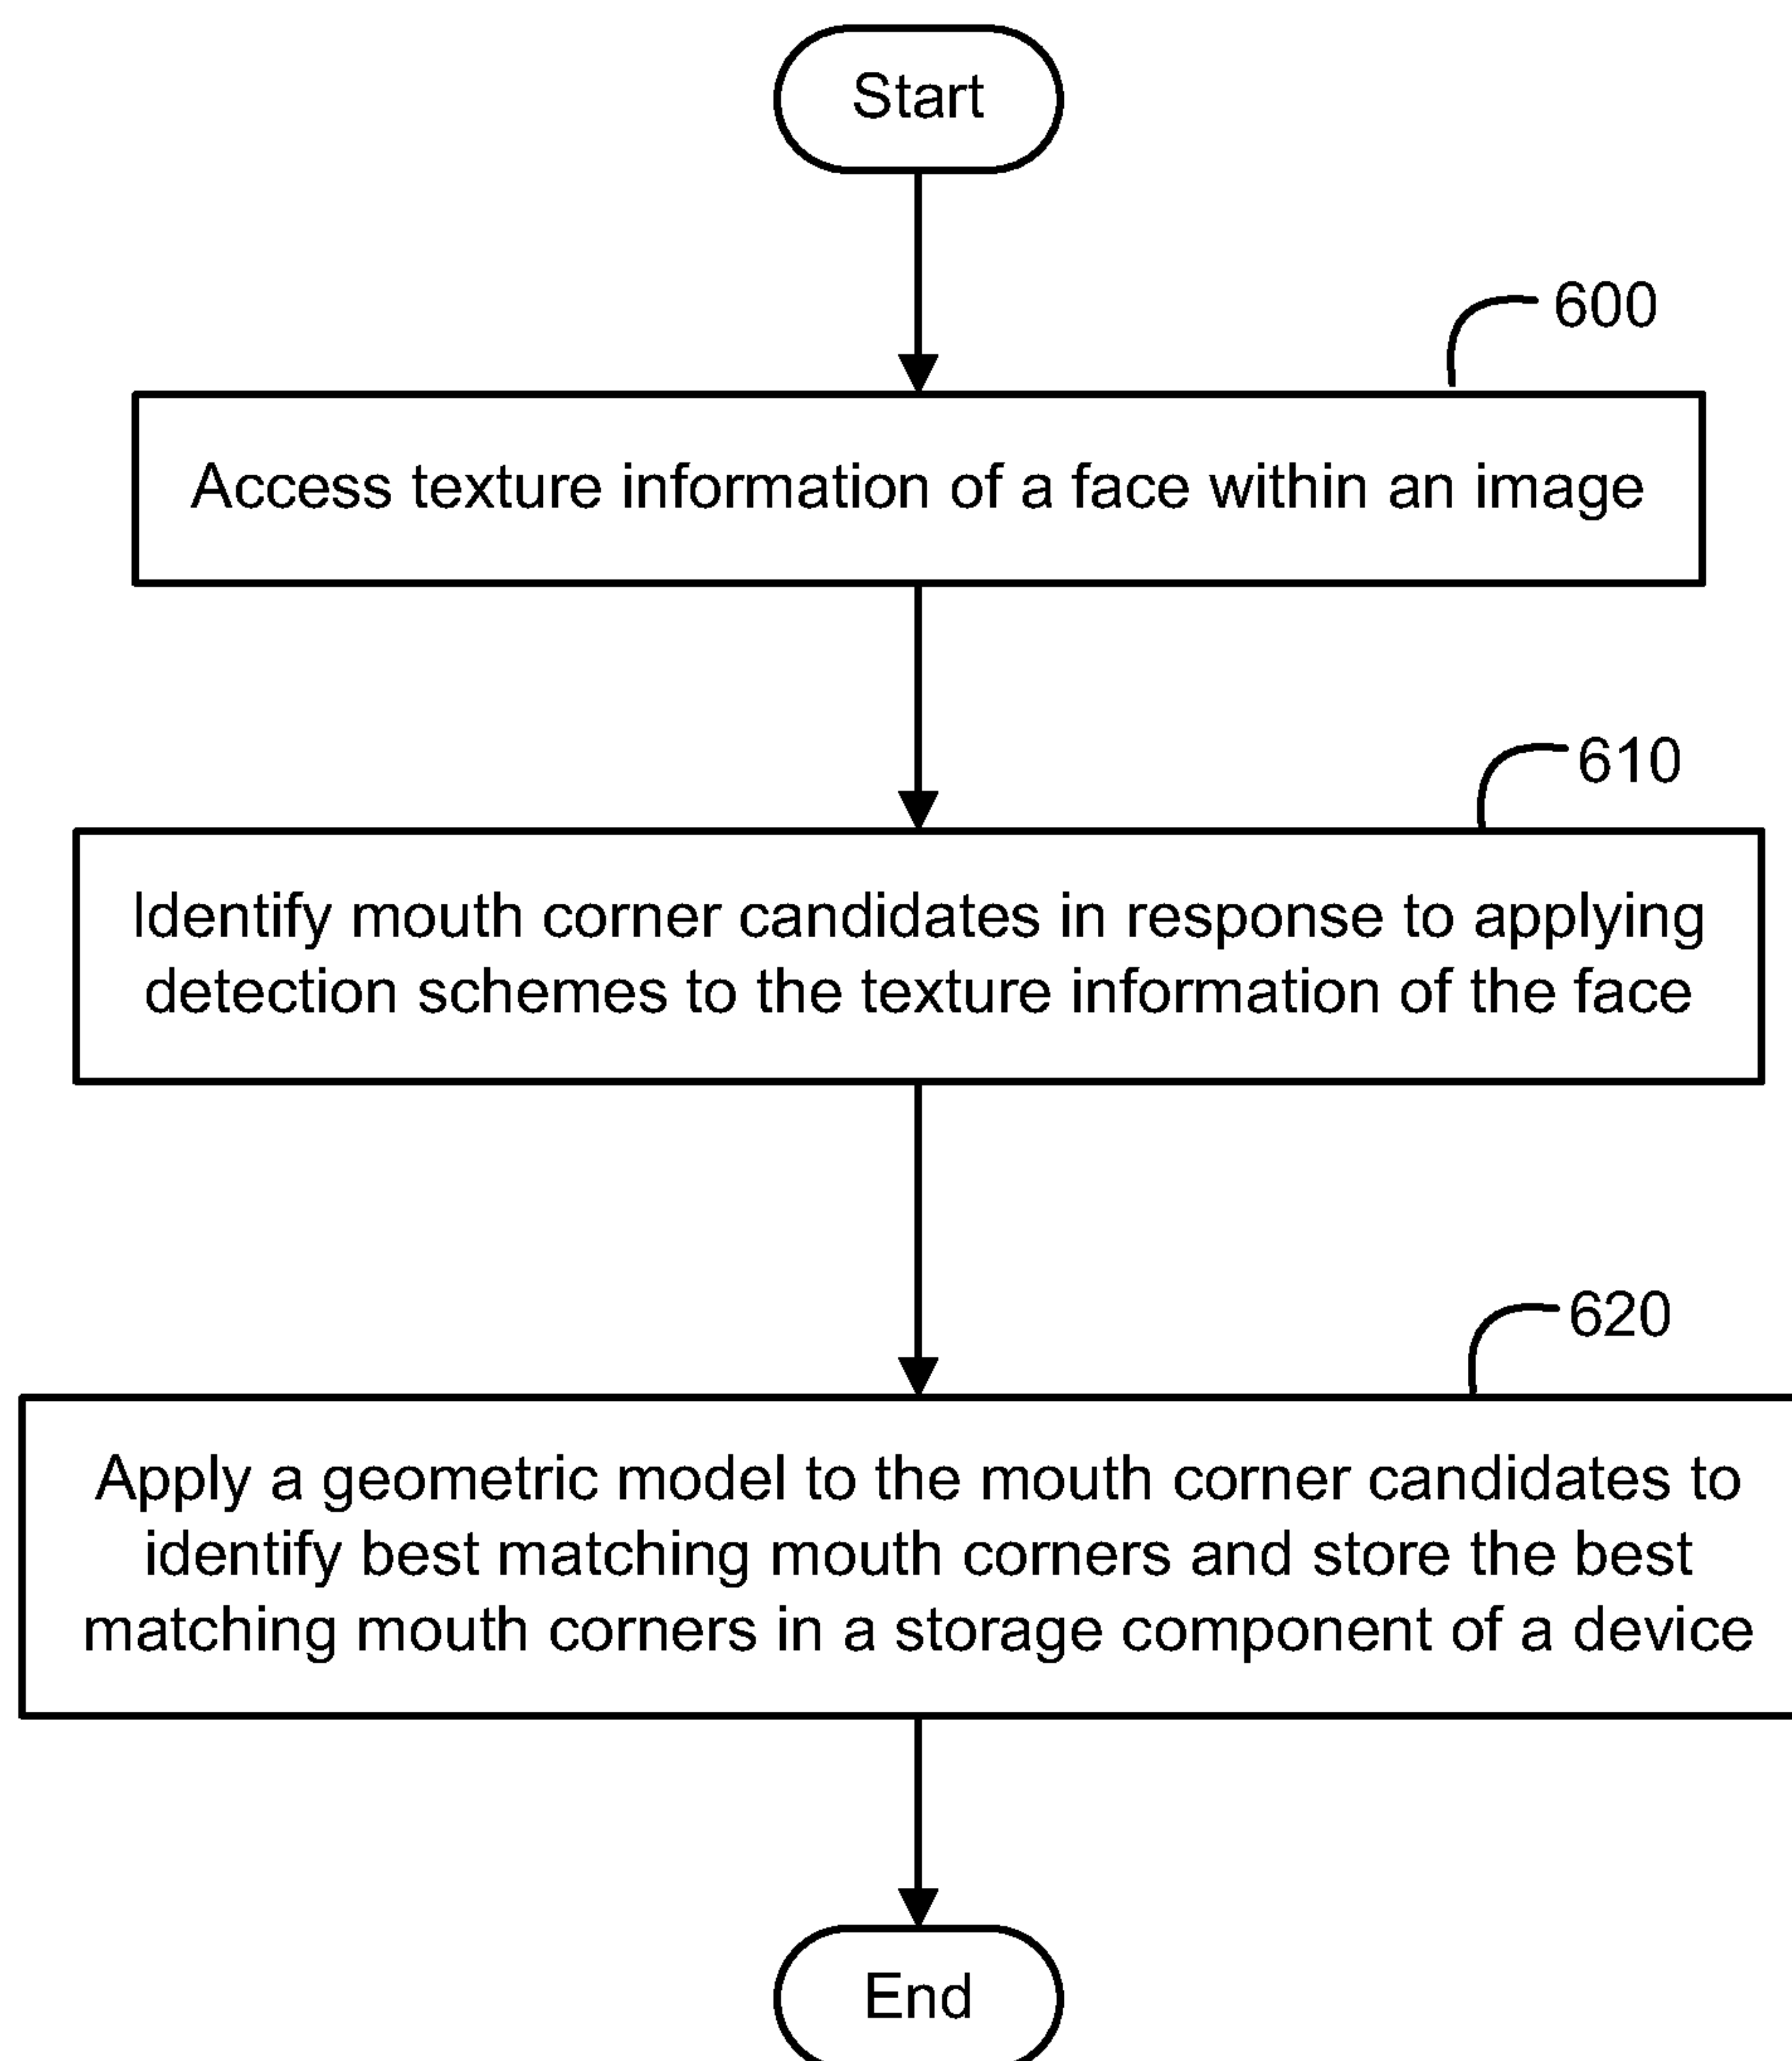 Start
600
Access texture information of a face within an image
610
Identify mouth corner candidates in response to applying
detection schemes to the texture information of the face
620
Apply a geometric model to the mouth corner candidates to
identify best matching mouth corners and store the best
matching mouth corners in a storage component of a device
End